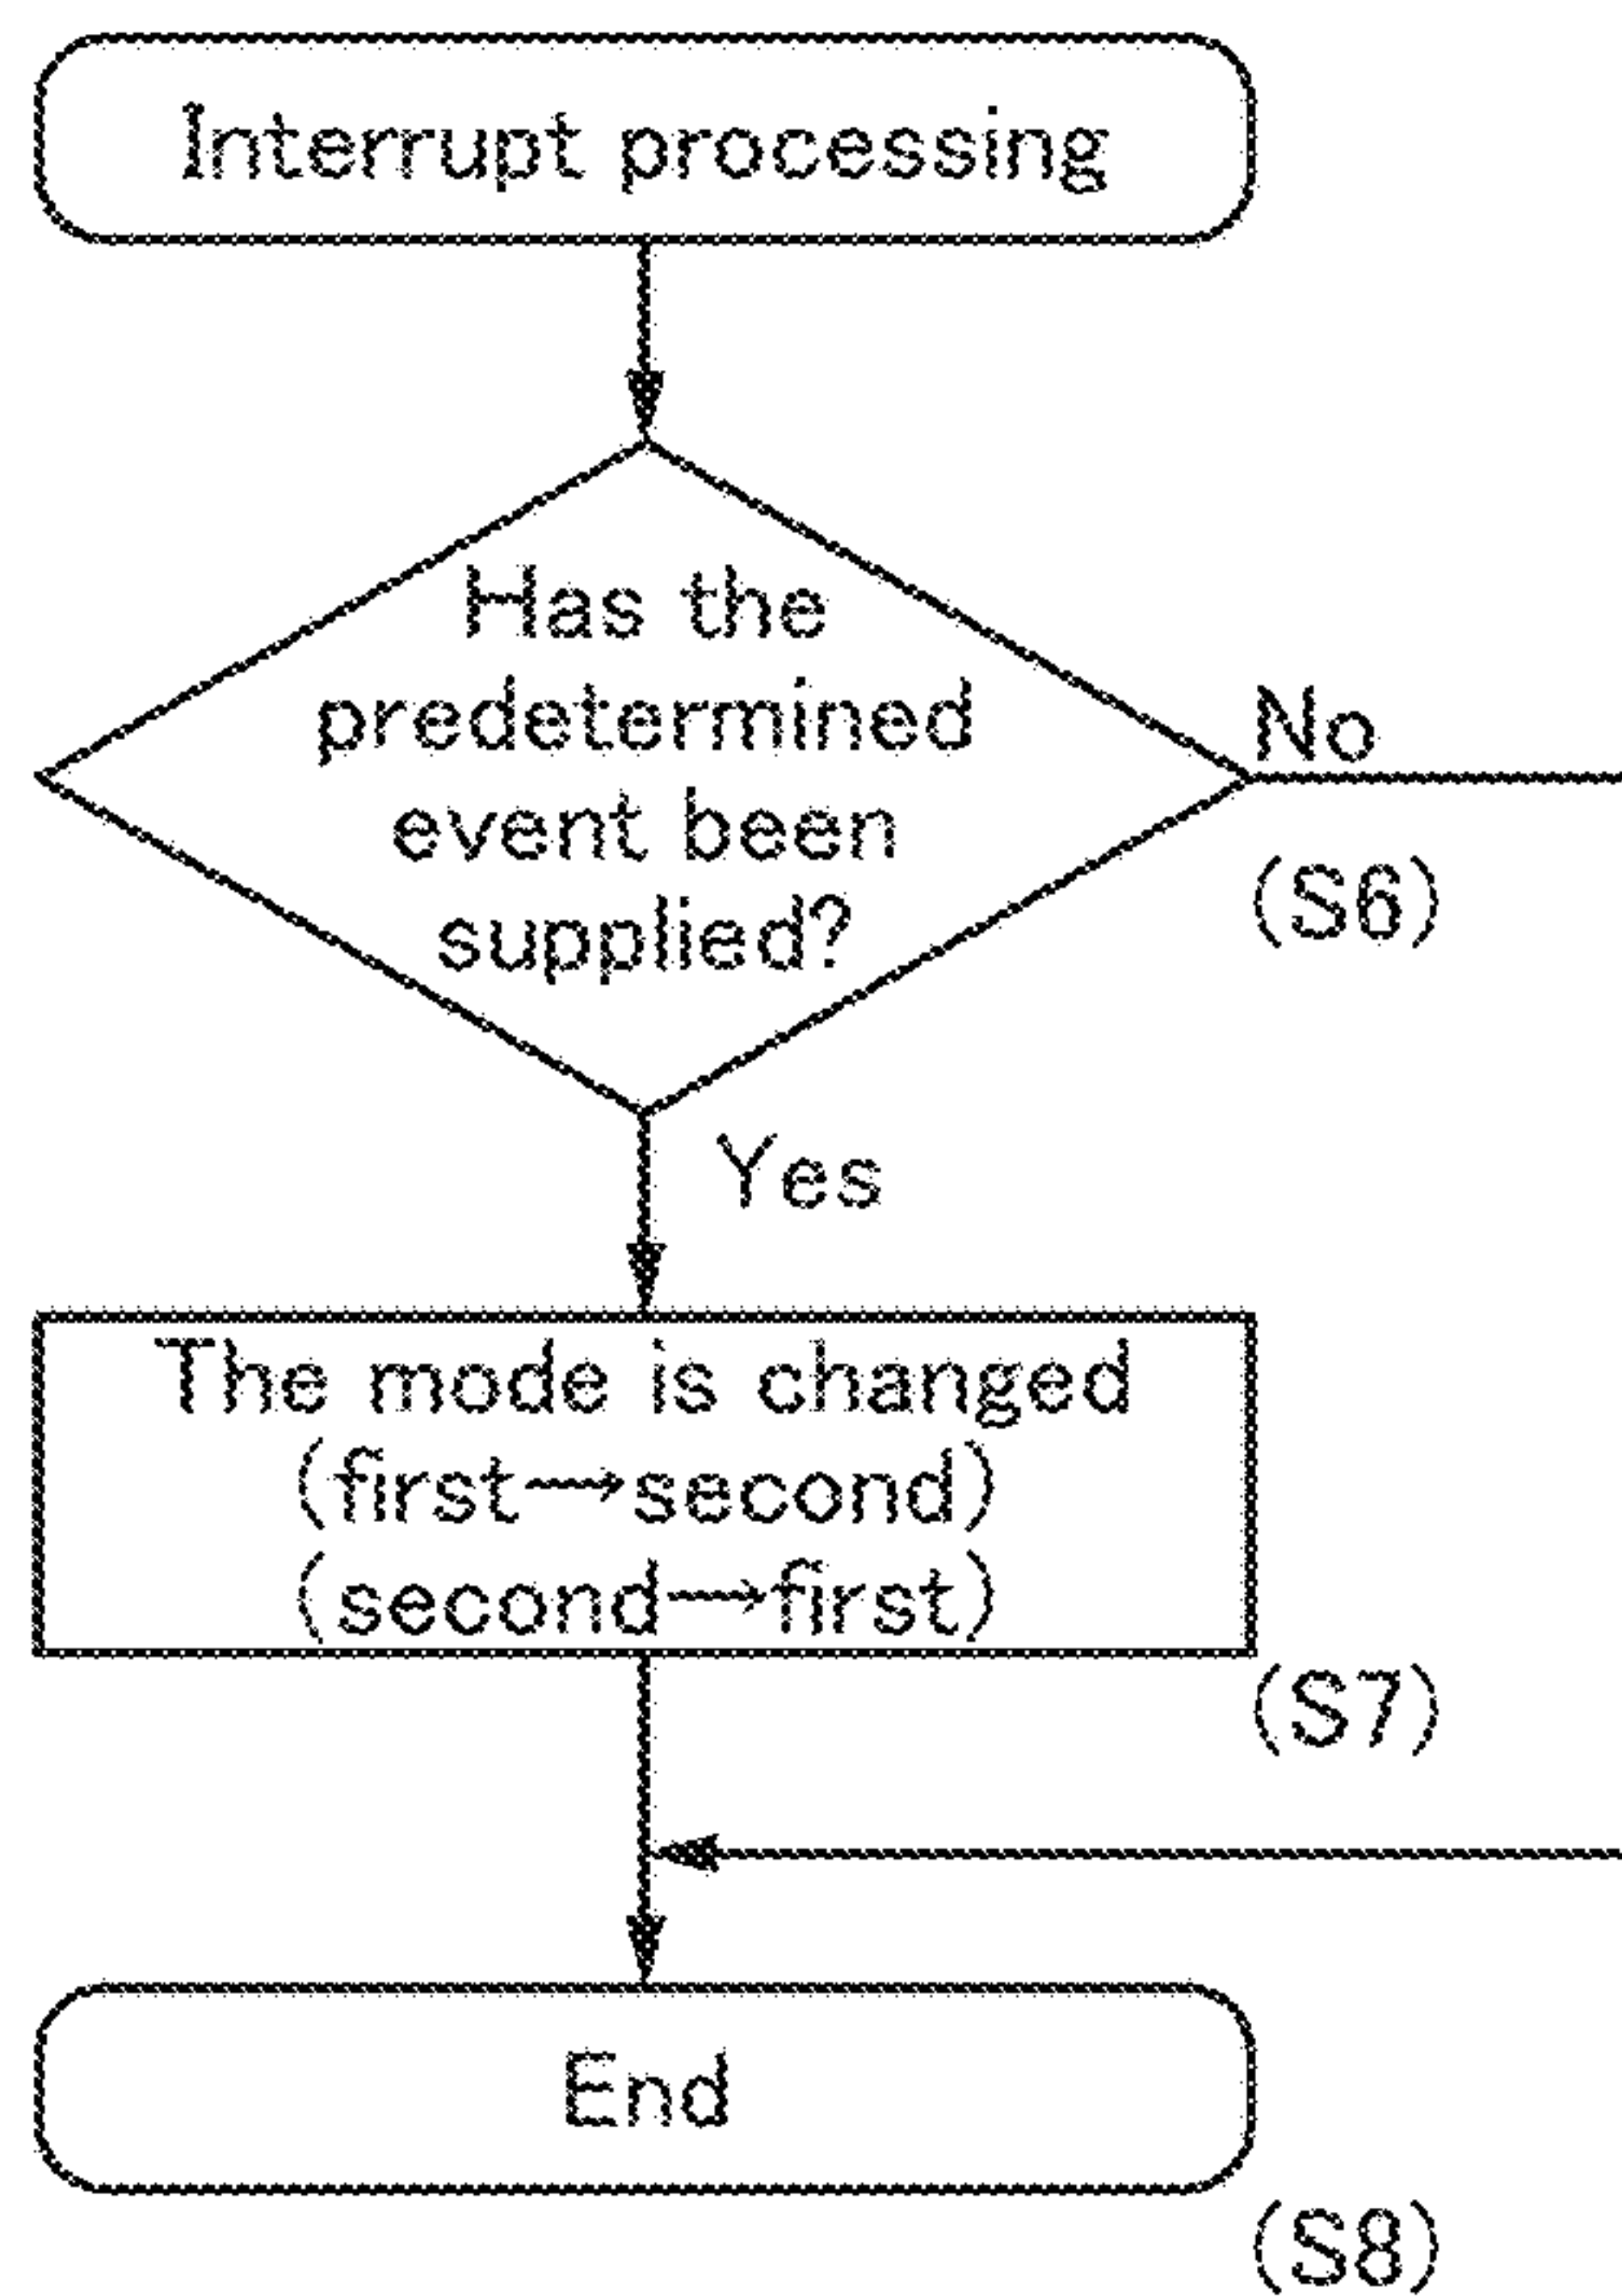 Interrupt processing
Has the
predetermined
event been
supplied?
No
(S6)
Yes
The mode is changed
(first→second)
(second→first)
(S7)
End
(S8)